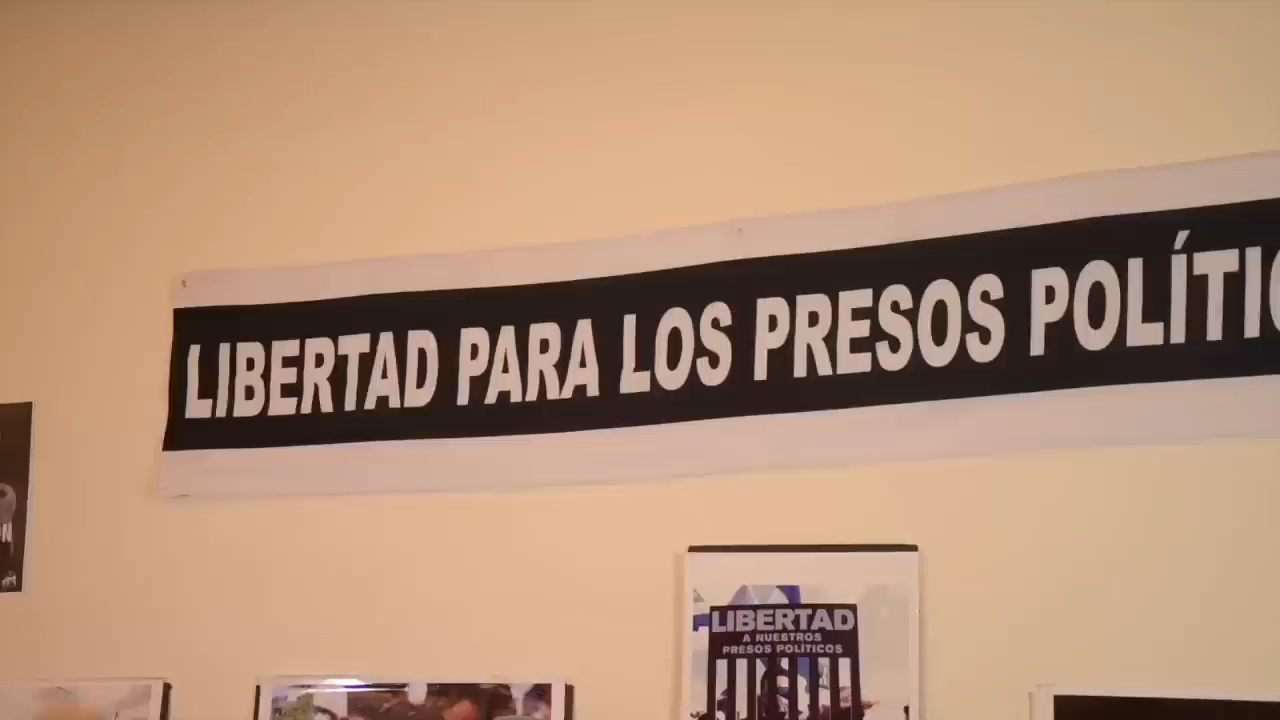 LIBERTAD PARA LOS PRESOS POLÍTIC
LIBERTAD
A NUESTROS
PRESOS POLÍTICOS